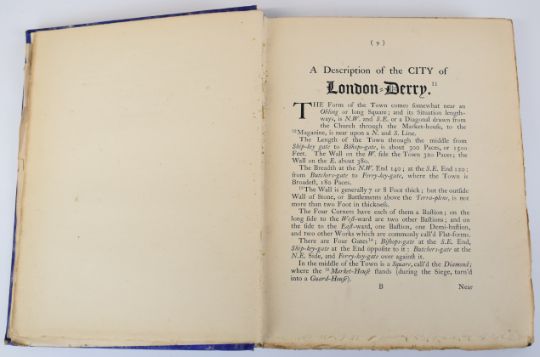 ( 9 )
A Description of the CITY of
London=Derry.11
THE Form of the Town comes somewhat near an
Oblong or long Square; and its Situation length-
ways, is N.W. and S.E. or a Diagonal drawn from
the Church through the Market-house, to the
Magazine, is near upon a N. and S. Line.
The Length of the Town through the middle from
Ship-key gate to Bishops-gate, is about 300 Paces, or 1500
Feet. The Wall on the W. side the Town 320 Paces; the
Wall on the E. about 380.
The Breadth at the N.W. End 140; at the S.E. End 120;
from Butchers-gate to Ferry-key-gate, where the Town is
Broadest, 180 Paces.
The Wall is generally 7 or 8 Foot thick; but the outside
Wall of Stone, or Battlements above the Terra-plene, is not
more than two Foot in thickness.
The Four Corners have each of them a Bastion; on the
long side to the West-ward are two other Bastions; and on
the side to the East-ward, one Bastion, one Demi-bastion,
and two other Works which are commonly call'd Flat-forms.
There are Four Gates; Bishops-gate at the S.E. End,
Ship-key-gate at the End opposite to it: Butchers-gate at the
N.E. Side, and Ferry-key-gate over against it.
In the middle of the Town is a Square, call'd the Diamond;
where the Market-House stands (during the Siege, turn'd
into a Guard-House).
B Near